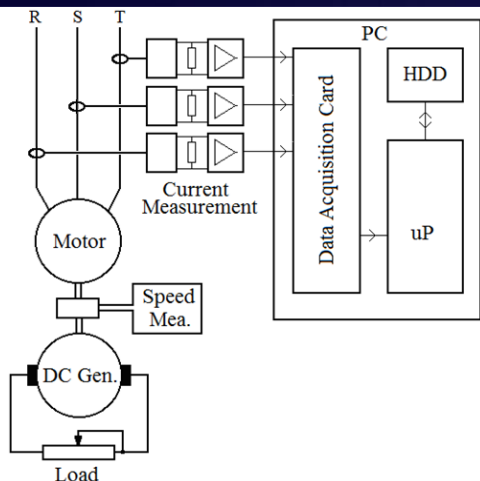 R S T
PC
HDD
Data Acquisition Card
uP
Current
Measurement
Motor
Speed
Mea.
DC Gen.
Load